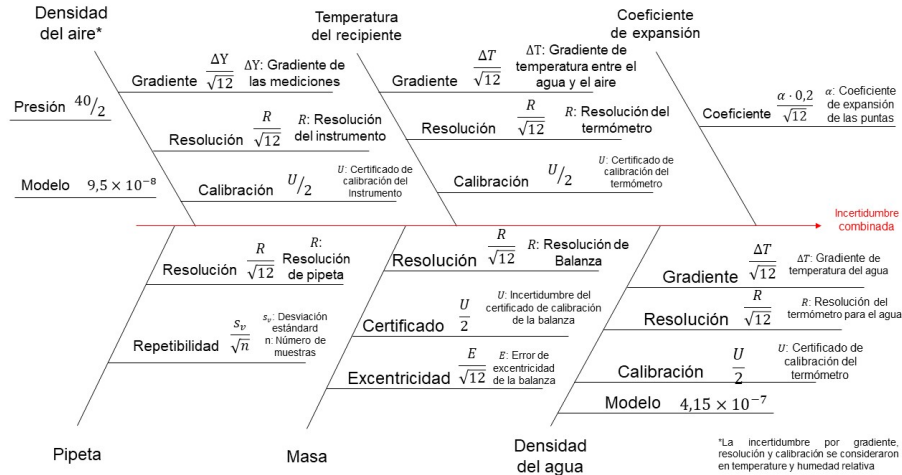 Densidad
del aire*
Gradiente ΔY/√12 ΔY: Gradiente de
las mediciones
Presión 40/2
Resolución R/√12 R: Resolución
del instrumento
Modelo 9,5 × 10⁻⁸
Calibración U/2 U: Certificado de
calibración del
Instrumento
Temperatura
del recipiente
Gradiente ΔT/√12 ΔT: Gradiente de
temperatura entre el
agua y el aire
Resolución R/√12 R: Resolución del
termómetro
Calibración U/2 U: Certificado de
calibración del
termómetro
Coeficiente
de expansión
Coeficiente α · 0,2/√12 α: Coeficiente
de expansión
de las puntas
Incertidumbre
combinada
Resolución R/√12 R:
Resolución
de pipeta
Repetibilidad s_v/√n s_v: Desviación
estándard
n: Número de
muestras
Pipeta
Resolución R/√12 R: Resolución de
Balanza
Certificado U/2 U: Incertidumbre del
certificado de calibración
de la balanza
Excentricidad E/√12 E: Error de
excentricidad
de la balanza
Masa
Gradiente ΔT/√12 ΔT: Gradiente de
temperatura del agua
Resolución R/√12 R: Resolución del
termómetro para el agua
Calibración U/2 U: Certificado de
calibración del
termómetro
Modelo 4,15 × 10⁻⁷
Densidad
del agua
*La incertidumbre por gradiente,
resolución y calibración se consideraron
en temperature y humedad relativa